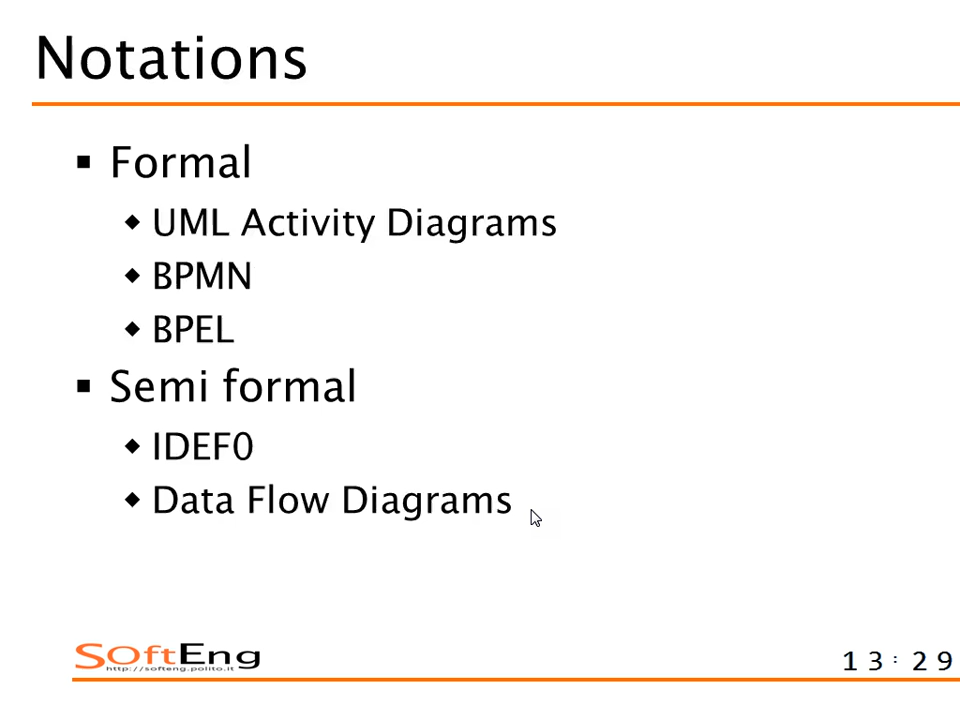 Notations
▪ Formal
◆ UML Activity Diagrams
◆ BPMN
◆ BPEL
▪ Semi formal
◆ IDEF0
◆ Data Flow Diagrams
SOftEng
http://softeng.polito.it
13:29